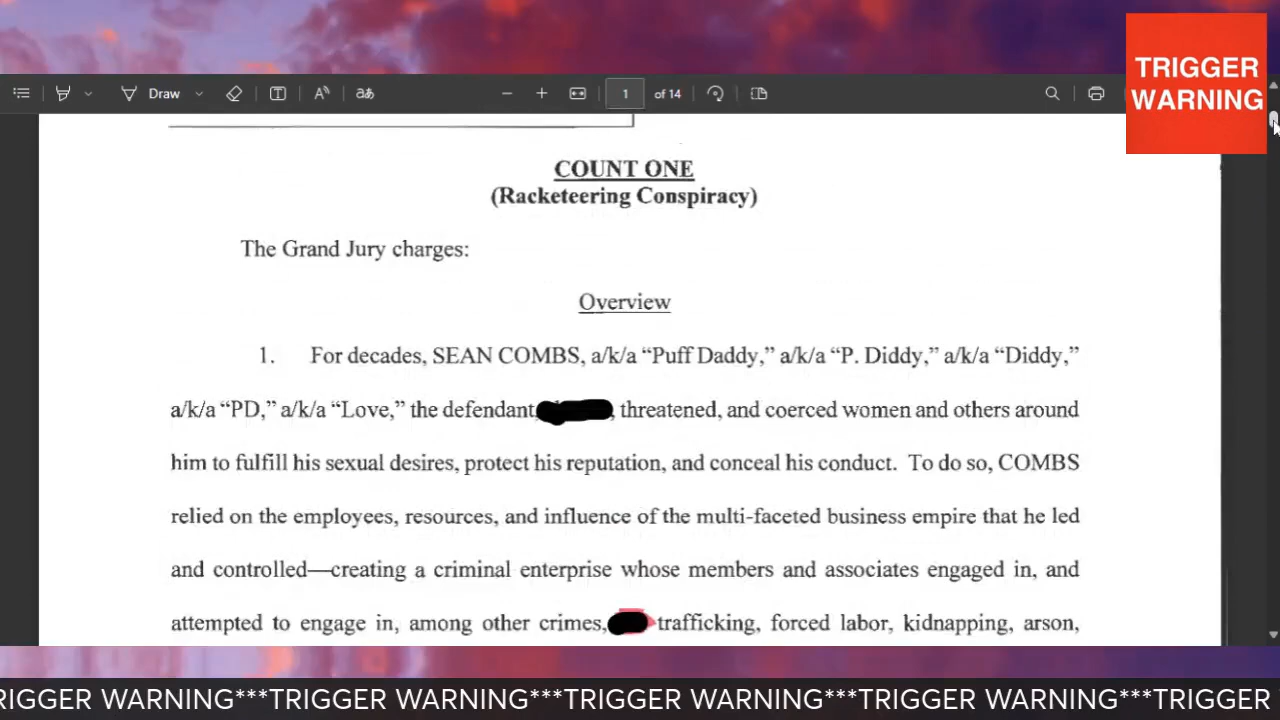 TRIGGER
WARNING
Draw
1 of 14
COUNT ONE
(Racketeering Conspiracy)
The Grand Jury charges:
Overview
1. For decades, SEAN COMBS, a/k/a “Puff Daddy,” a/k/a “P. Diddy,” a/k/a “Diddy,”
a/k/a “PD,” a/k/a “Love,” the defendant, , threatened, and coerced women and others around
him to fulfill his sexual desires, protect his reputation, and conceal his conduct. To do so, COMBS
relied on the employees, resources, and influence of the multi-faceted business empire that he led
and controlled—creating a criminal enterprise whose members and associates engaged in, and
attempted to engage in, among other crimes, trafficking, forced labor, kidnapping, arson,
RIGGER WARNING***TRIGGER WARNING***TRIGGER WARNING***TRIGGER WARNING***TRIGGER